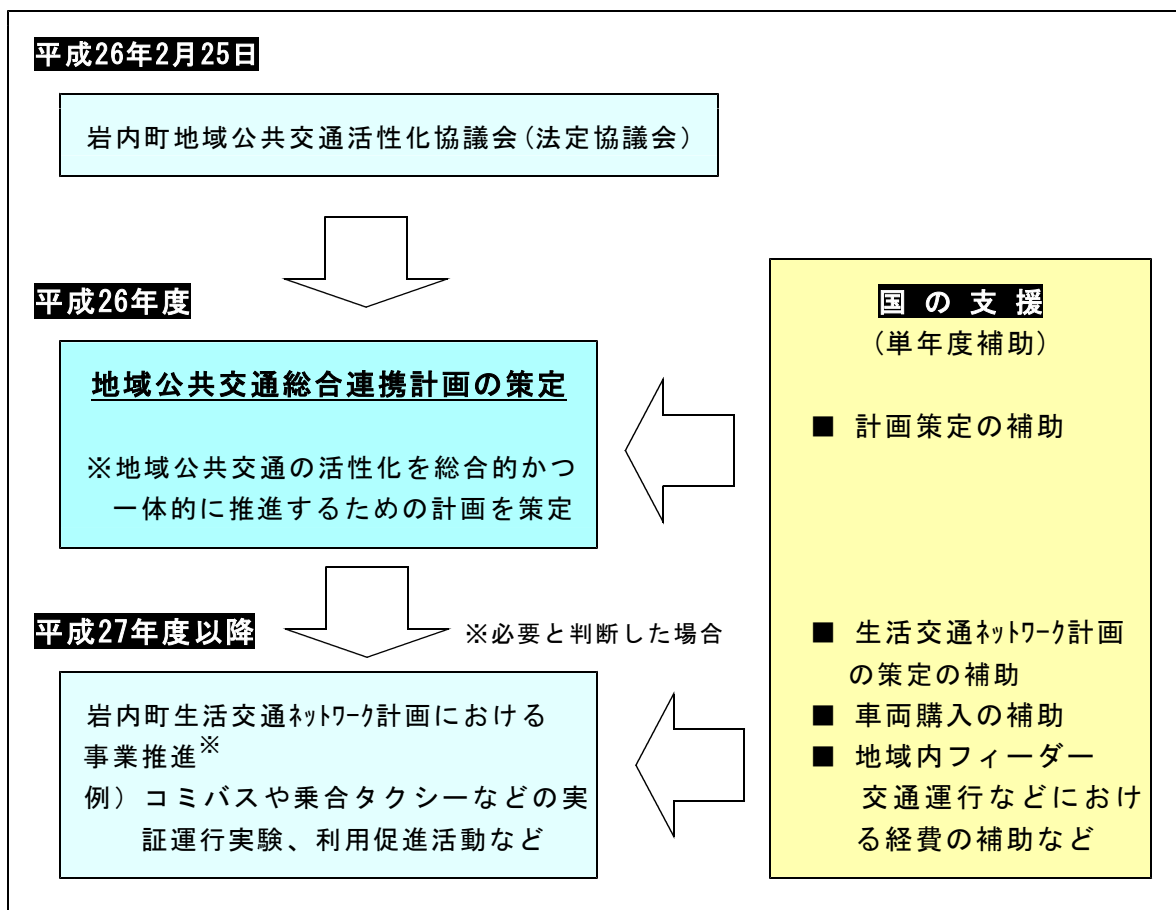 平成26年2月25日
岩内町地域公共交通活性化協議会(法定協議会)
平成26年度
地域公共交通総合連携計画の策定
※地域公共交通の活性化を総合的かつ
一体的に推進するための計画を策定
平成27年度以降
※必要と判断した場合
岩内町生活交通ﾈｯﾄﾜｰｸ計画における
事業推進※
例）コミバスや乗合タクシーなどの実
証運行実験、利用促進活動など
国の支援
(単年度補助)
■ 計画策定の補助
■ 生活交通ﾈｯﾄﾜｰｸ計画
の策定の補助
■ 車両購入の補助
■ 地域内フィーダー
交通運行などにおけ
る経費の補助など